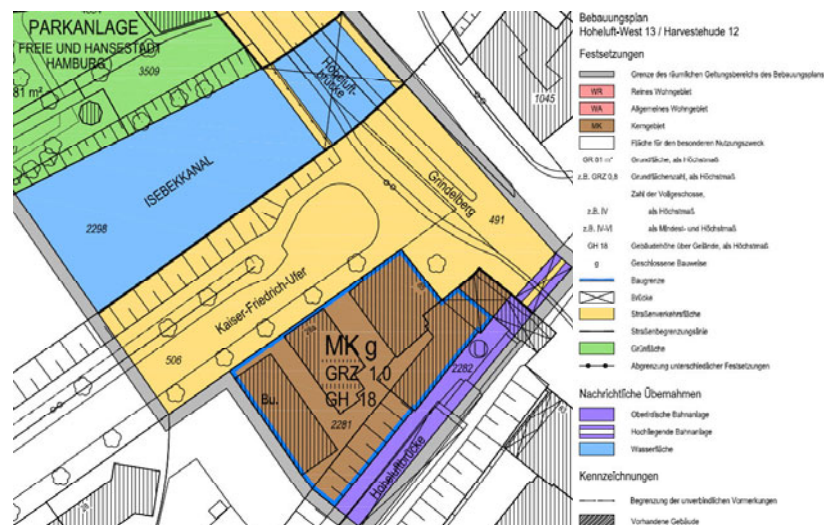 PARKANLAGE
FREIE UND HANSESTADT
HAMBURG
3509
81 m²
Hoheluft-
brücke
1045
ISEBEKKANAL
2298
Grindelberg
491
Kaiser-Friedrich-Ufer
506
MK g
GRZ 1,0
GH 18
Bu.
2281
2282
Hoheluftbrücke
Bebauungsplan
Hoheluft-West 13 / Harvestehude 12
Festsetzungen
Grenze des räumlichen Geltungsbereichs des Bebauungsplans
WR Reines Wohngebiet
WA Allgemeines Wohngebiet
MK Kerngebiet
Fläche für den besonderen Nutzungszweck
GR 81 m² Grundfläche, als Höchstmaß
z.B. GRZ 0,8 Grundflächenzahl, als Höchstmaß
Zahl der Vollgeschosse,
z.B. IV als Höchstmaß
z.B. IV-VI als Mindest- und Höchstmaß
GH 18 Gebäudehöhe über Gelände, als Höchstmaß
g Geschlossene Bauweise
Baugrenze
Brücke
Straßenverkehrsfläche
Straßenbegrenzungslinie
Grünfläche
Abgrenzung unterschiedlicher Festsetzungen
Nachrichtliche Übernahmen
Oberirdische Bahnanlage
Hochliegende Bahnanlage
Wasserfläche
Kennzeichnungen
Begrenzung der unverbindlichen Vormerkungen
Vorhandene Gebäude